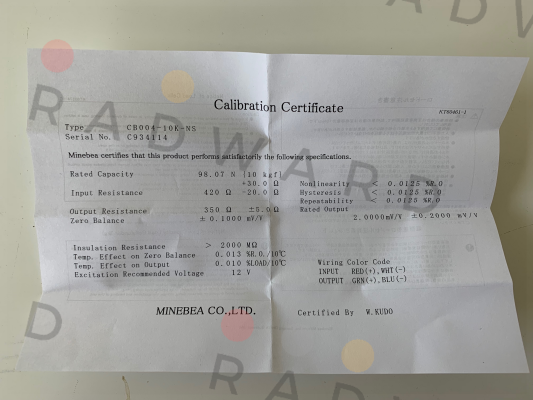 Calibration Certificate
KT60401-1
Type CB004-10K-NS
Serial No. C934114
Minebea certifies that this product performs satisfactorily the following specifications.
Rated Capacity 98.07 N [10 kgf]
Input Resistance 420 Ω +30.0 Ω -20.0 Ω
Output Resistance 350 Ω ±5.0 Ω
Zero Balance ± 0.1000 mV/V
Nonlinearity < 0.0125 %R.O
Hysteresis < 0.0125 %R.O
Repeatability < 0.0125 %R.O
Rated Output
2.0000mV/V ±0.2000 mV/V
Insulation Resistance > 2000 MΩ
Temp. Effect on Zero Balance 0.013 %R.O./10℃
Temp. Effect on Output 0.010 %LOAD/10℃
Excitation Recommended Voltage 12 V
Wiring Color Code
INPUT RED(+),WHT(-)
OUTPUT GRN(+),BLU(-)
MINEBEA CO.,LTD.
Certified By W.KUDO
RADWARD
RADWARD